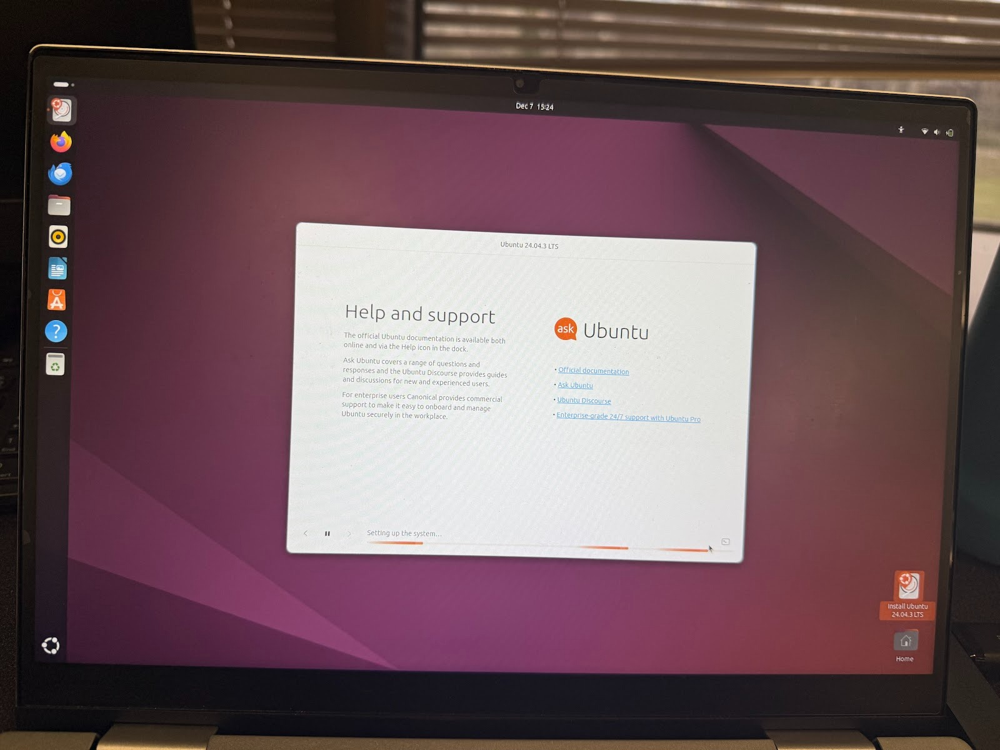 Dec 7 15:24
Ubuntu 24.04.3 LTS
Help and support
The official Ubuntu documentation is available both
online and via the Help icon in the dock.
Ask Ubuntu covers a range of questions and
responses and the Ubuntu Discourse provides guides
and discussions for new and experienced users.
For enterprise users Canonical provides commercial
support to make it easy to onboard and manage
Ubuntu securely in the workplace.
ask Ubuntu
• Official documentation
• Ask Ubuntu
• Ubuntu Discourse
• Enterprise-grade 24/7 support with Ubuntu Pro
Setting up the system...
Install Ubuntu
24.04.3 LTS
Home